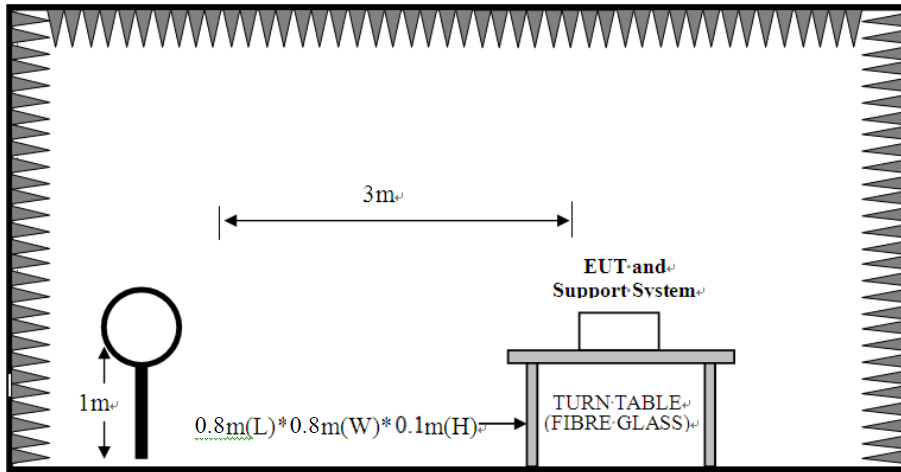 3m
EUT and
Support System
1m
0.8m(L)*0.8m(W)*0.1m(H)
TURN TABLE
(FIBRE GLASS)